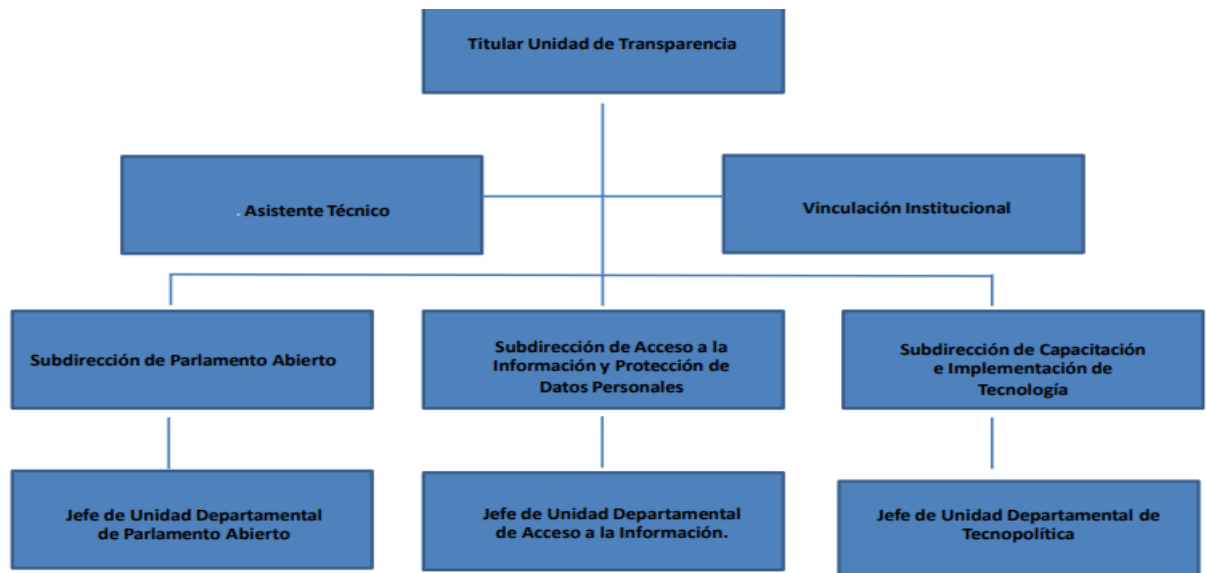 Titular Unidad de Transparencia
. Asistente Técnico
Vinculación Institucional
Subdirección de Parlamento Abierto
Subdirección de Acceso a la
Información y Protección de
Datos Personales
Subdirección de Capacitación
e Implementación de
Tecnología
Jefe de Unidad Departamental
de Parlamento Abierto
Jefe de Unidad Departamental
de Acceso a la Información.
Jefe de Unidad Departamental de
Tecnopolítica